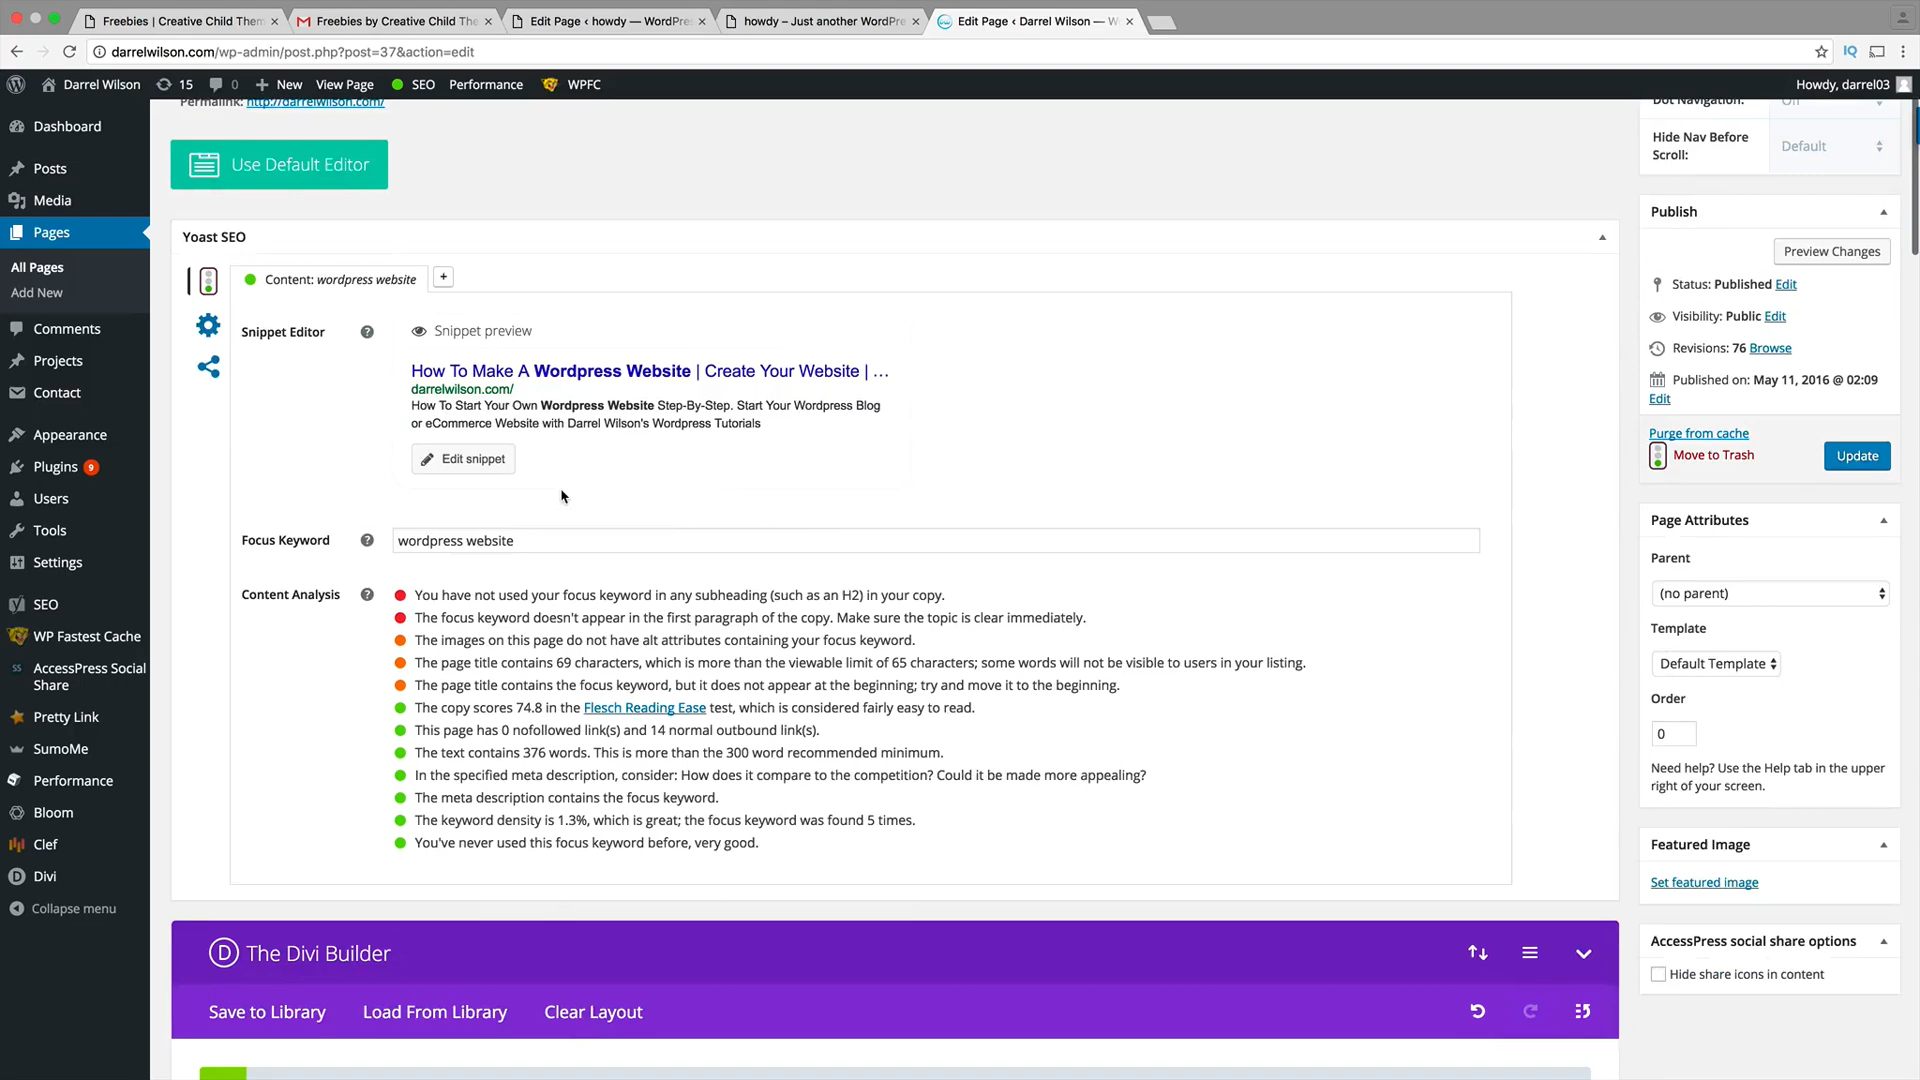 Freebies | Creative Child Them
Freebies by Creative Child The
Edit Page ‹ howdy — WordPres
howdy – Just another WordPre
Edit Page ‹ Darrel Wilson — W
darrelwilson.com/wp-admin/post.php?post=37&action=edit
Darrel Wilson
15
0
New
View Page
SEO
Performance
WPFC
Howdy, darrel03
Dashboard
Posts
Media
Pages
All Pages
Add New
Comments
Projects
Contact
Appearance
Plugins 9
Users
Tools
Settings
SEO
WP Fastest Cache
AccessPress Social
Share
Pretty Link
SumoMe
Performance
Bloom
Clef
Divi
Collapse menu
Permalink: http://darrelwilson.com/
Use Default Editor
Yoast SEO
Content: wordpress website
+
Snippet Editor
Snippet preview
How To Make A Wordpress Website | Create Your Website | ...
darrelwilson.com/
How To Start Your Own Wordpress Website Step-By-Step. Start Your Wordpress Blog
or eCommerce Website with Darrel Wilson's Wordpress Tutorials
Edit snippet
Focus Keyword
wordpress website
Content Analysis
You have not used your focus keyword in any subheading (such as an H2) in your copy.
The focus keyword doesn't appear in the first paragraph of the copy. Make sure the topic is clear immediately.
The images on this page do not have alt attributes containing your focus keyword.
The page title contains 69 characters, which is more than the viewable limit of 65 characters; some words will not be visible to users in your listing.
The page title contains the focus keyword, but it does not appear at the beginning; try and move it to the beginning.
The copy scores 74.8 in the Flesch Reading Ease test, which is considered fairly easy to read.
This page has 0 nofollowed link(s) and 14 normal outbound link(s).
The text contains 376 words. This is more than the 300 word recommended minimum.
In the specified meta description, consider: How does it compare to the competition? Could it be made more appealing?
The meta description contains the focus keyword.
The keyword density is 1.3%, which is great; the focus keyword was found 5 times.
You've never used this focus keyword before, very good.
The Divi Builder
Save to Library
Load From Library
Clear Layout
Dot Navigation:
Off
Hide Nav Before
Scroll:
Default
Publish
Preview Changes
Status: Published Edit
Visibility: Public Edit
Revisions: 76 Browse
Published on: May 11, 2016 @ 02:09
Edit
Purge from cache
Move to Trash
Update
Page Attributes
Parent
(no parent)
Template
Default Template
Order
0
Need help? Use the Help tab in the upper
right of your screen.
Featured Image
Set featured image
AccessPress social share options
Hide share icons in content